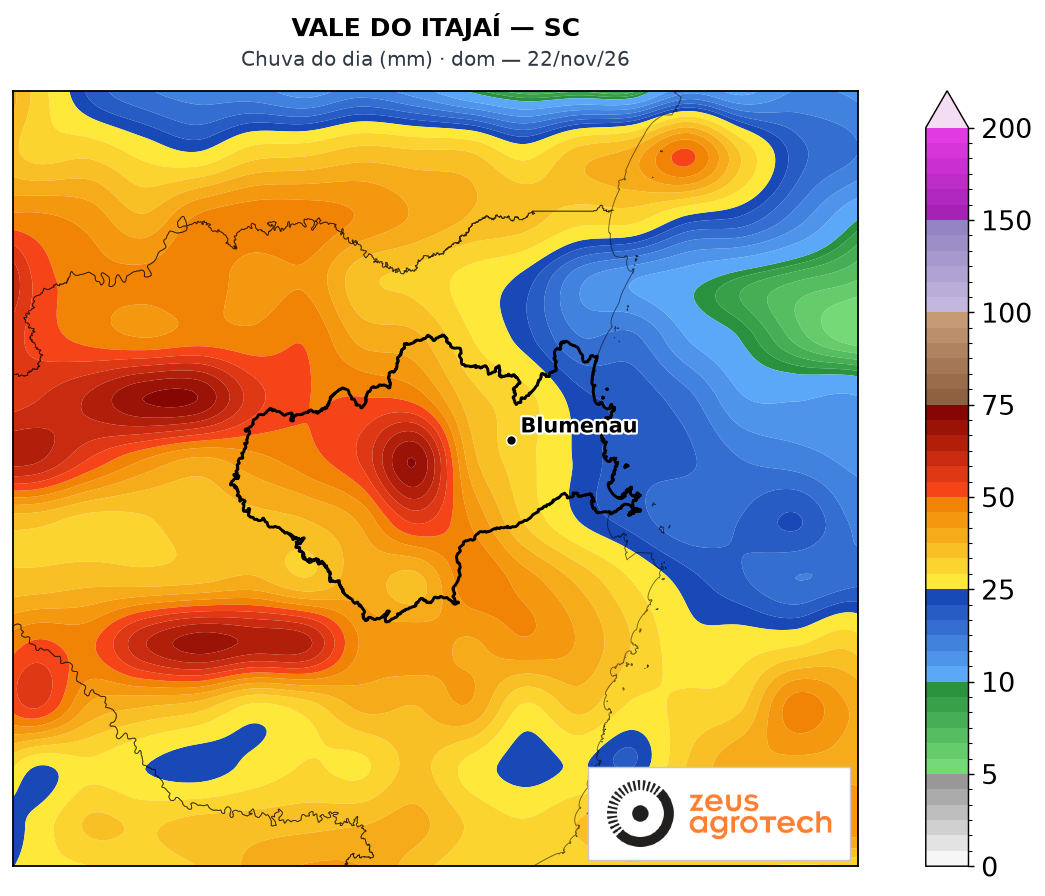 VALE DO ITAJAÍ — SC
Chuva do dia (mm) · dom — 22/nov/26
200
150
100
75
50
25
10
5
0
Blumenau
zeus
agrotech